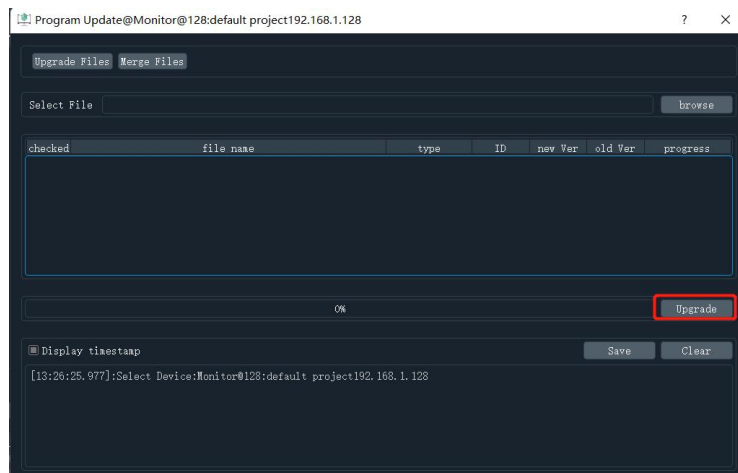 Program Update@Monitor@128:default project192.168.1.128 ? ×
Upgrade Files Merge Files
Select File browse
checked file name type ID new Ver old Ver progress
0% Upgrade
Display timestamp Save Clear
[13:26:25.977]:Select Device:Monitor@128:default project192.168.1.128